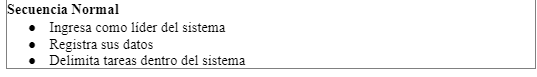 Secuencia Normal
● Ingresa como líder del sistema
● Registra sus datos
● Delimita tareas dentro del sistema